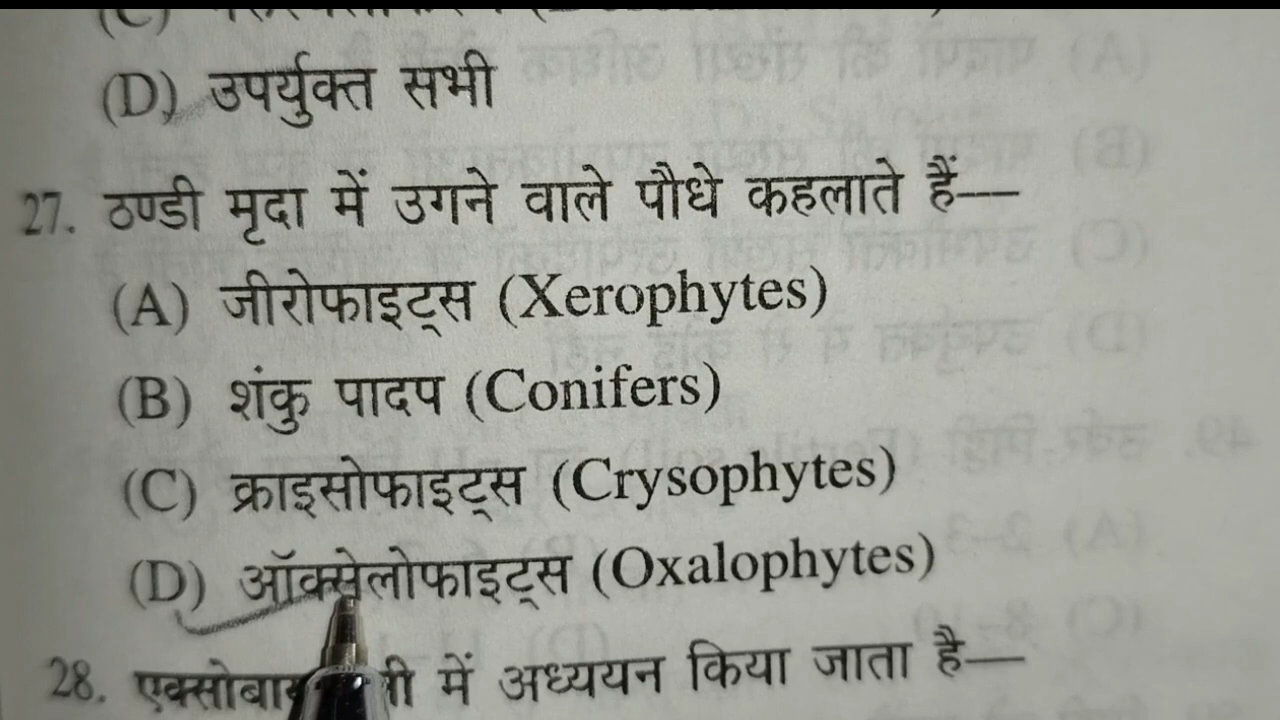 (D) उपर्युक्त सभी
27. ठण्डी मृदा में उगने वाले पौधे कहलाते हैं—
(A) जीरोफाइट्स (Xerophytes)
(B) शंकु पादप (Conifers)
(C) क्राइसोफाइट्स (Crysophytes)
(D) ऑक्सेलोफाइट्स (Oxalophytes)
28. में अध्ययन किया जाता है—